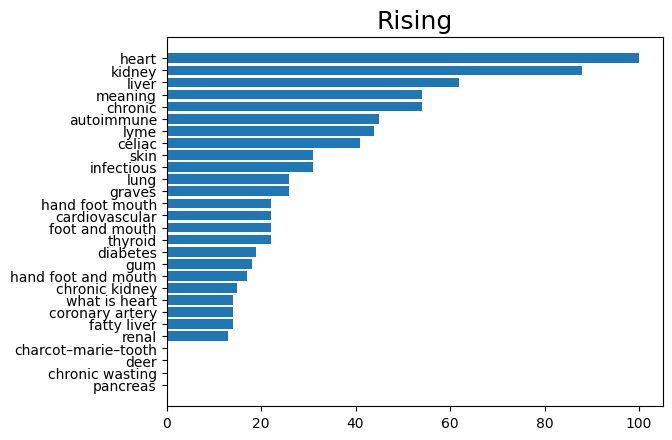 Rising
heart
kidney
liver
meaning
chronic
autoimmune
lyme
celiac
skin
infectious
lung
graves
hand foot mouth
cardiovascular
foot and mouth
thyroid
diabetes
gum
hand foot and mouth
chronic kidney
what is heart
coronary artery
fatty liver
renal
charcot–marie–tooth
deer
chronic wasting
pancreas
0 20 40 60 80 100